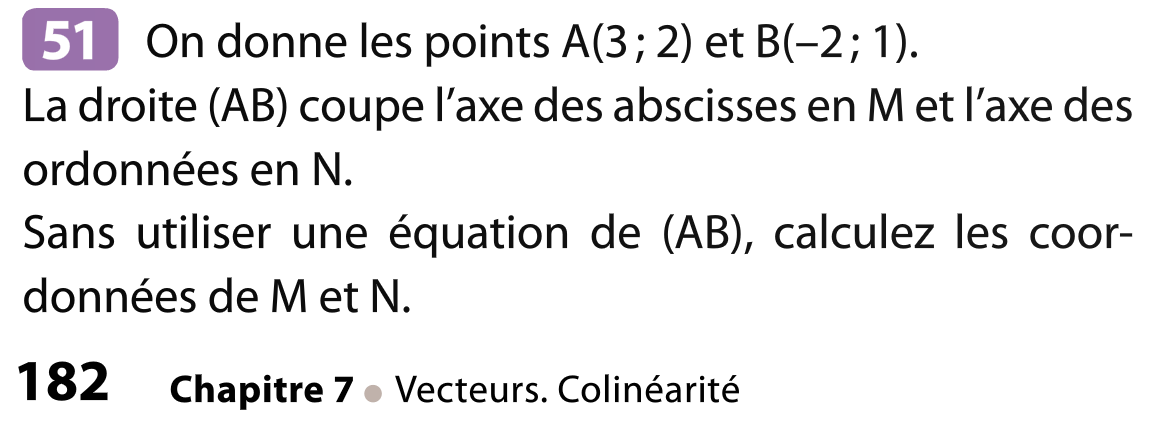 51 On donne les points A(3 ; 2) et B(–2 ; 1).
La droite (AB) coupe l’axe des abscisses en M et l’axe des
ordonnées en N.
Sans utiliser une équation de (AB), calculez les coor-
données de M et N.
182 Chapitre 7 ● Vecteurs. Colinéarité